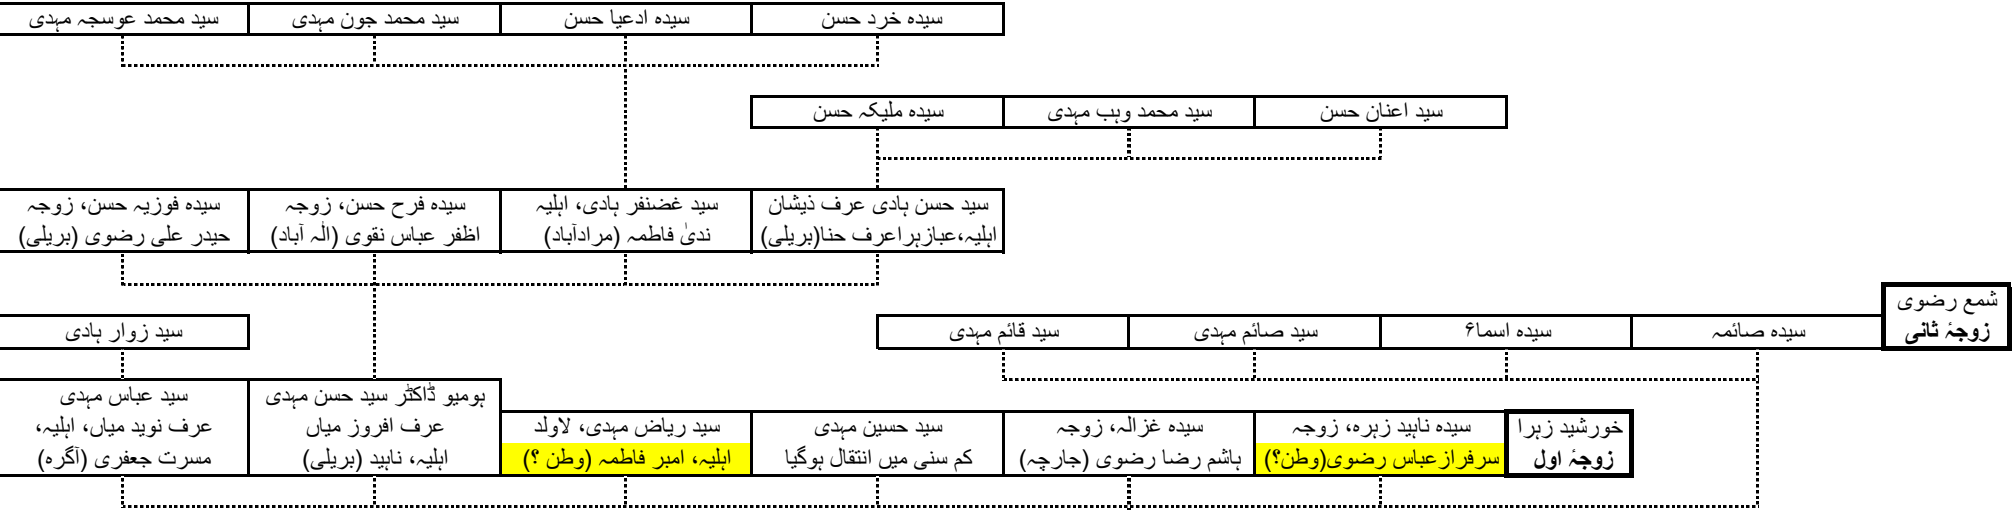 سیدہ خرد حسن
سیدہ ادعیا حسن
سید محمد جون مہدی
سید محمد عوسجہ مہدی
سید اعنان حسن
سید محمد وہب مہدی
سیدہ ملیکہ حسن
سید حسن ہادی عرف ذیشان
اہلیہ،عبازہراعرف حنا(بریلی)
سید غضنفر ہادی، اہلیہ
ندیٰ فاطمہ (مرادآباد)
سیدہ فرح حسن، زوجہ
اظفر عباس نقوی (الٰہ آباد)
سیدہ فوزیہ حسن، زوجہ
حیدر علی رضوی (بریلی)
شمع رضوی
زوجۂ ثانی
سیدہ صائمہ
سیدہ اسما۶
سید صائم مہدی
سید قائم مہدی
سید زوار ہادی
خورشید زہرا
زوجۂ اول
سیدہ ناہید زہرہ، زوجہ
سرفرازعباس رضوی(وطن؟)
سیدہ غزالہ، زوجہ
ہاشم رضا رضوی (جارچہ)
سید حسین مہدی
کم سنی میں انتقال ہوگیا
سید ریاض مہدی، لاولد
اہلیہ، امبر فاطمہ (وطن ؟)
ہومیو ڈاکٹر سید حسن مہدی
عرف افروز میاں
اہلیہ، ناہید (بریلی)
سید عباس مہدی
عرف نوید میاں، اہلیہ،
مسرت جعفری (آگرہ)